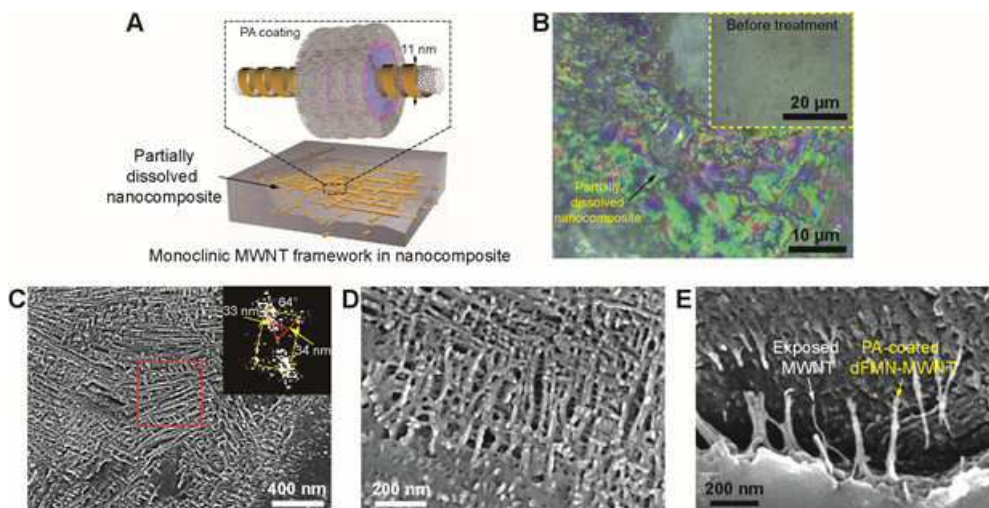 A
PA coating
11 nm
Partially
dissolved
nanocomposite
Monoclinic MWNT framework in nanocomposite
B
Before treatment
20 μm
Partially
dissolved
nanocomposite
10 μm
C
33 nm
64°
34 nm
400 nm
D
200 nm
E
Exposed
MWNT
PA-coated
dFMN-MWNT
200 nm